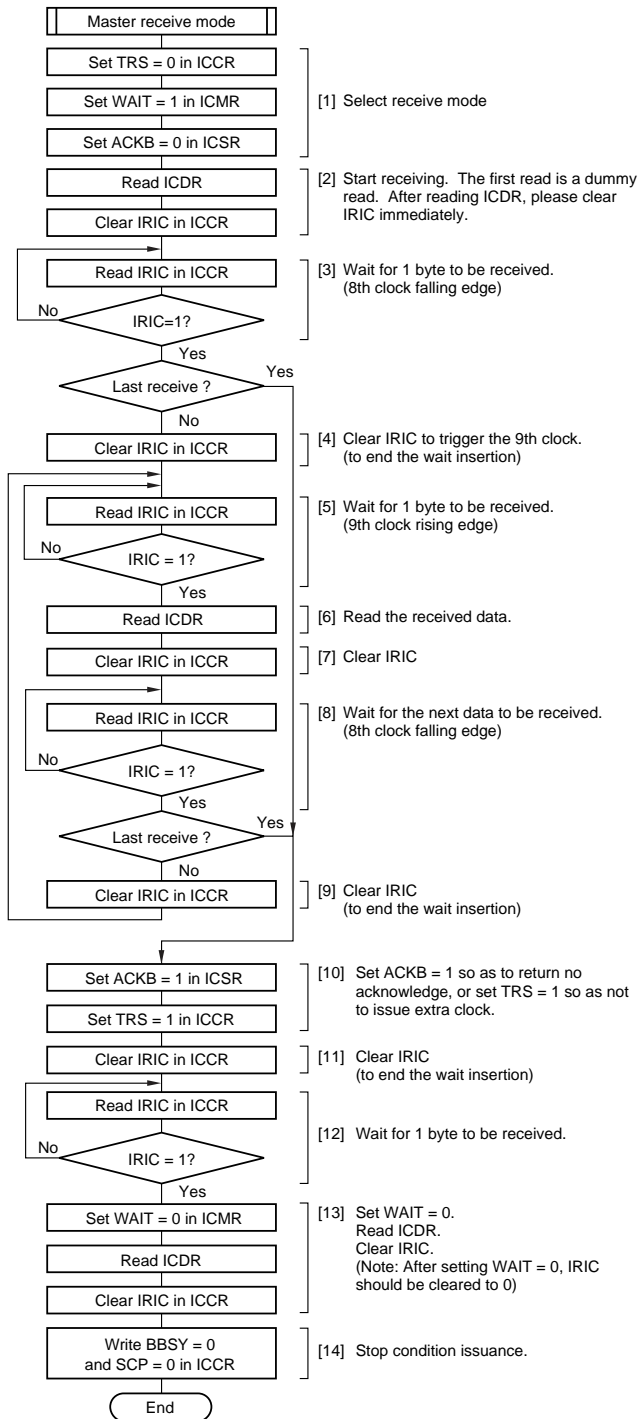 Master receive mode
Set TRS = 0 in ICCR
Set WAIT = 1 in ICMR
[1] Select receive mode
Set ACKB = 0 in ICSR
Read ICDR
[2] Start receiving. The first read is a dummy
read. After reading ICDR, please clear
IRIC immediately.
Clear IRIC in ICCR
Read IRIC in ICCR
[3] Wait for 1 byte to be received.
(8th clock falling edge)
No
IRIC=1?
Yes
Last receive ?
Yes
No
Clear IRIC in ICCR
[4] Clear IRIC to trigger the 9th clock.
(to end the wait insertion)
Read IRIC in ICCR
[5] Wait for 1 byte to be received.
(9th clock rising edge)
No
IRIC = 1?
Yes
Read ICDR
[6] Read the received data.
Clear IRIC in ICCR
[7] Clear IRIC
Read IRIC in ICCR
[8] Wait for the next data to be received.
(8th clock falling edge)
No
IRIC = 1?
Yes
Last receive ?
Yes
No
Clear IRIC in ICCR
[9] Clear IRIC
(to end the wait insertion)
Set ACKB = 1 in ICSR
[10] Set ACKB = 1 so as to return no
acknowledge, or set TRS = 1 so as not
to issue extra clock.
Set TRS = 1 in ICCR
Clear IRIC in ICCR
[11] Clear IRIC
(to end the wait insertion)
Read IRIC in ICCR
[12] Wait for 1 byte to be received.
No
IRIC = 1?
Yes
Set WAIT = 0 in ICMR
[13] Set WAIT = 0.
Read ICDR.
Clear IRIC.
(Note: After setting WAIT = 0, IRIC
should be cleared to 0)
Read ICDR
Clear IRIC in ICCR
Write BBSY = 0
and SCP = 0 in ICCR
[14] Stop condition issuance.
End